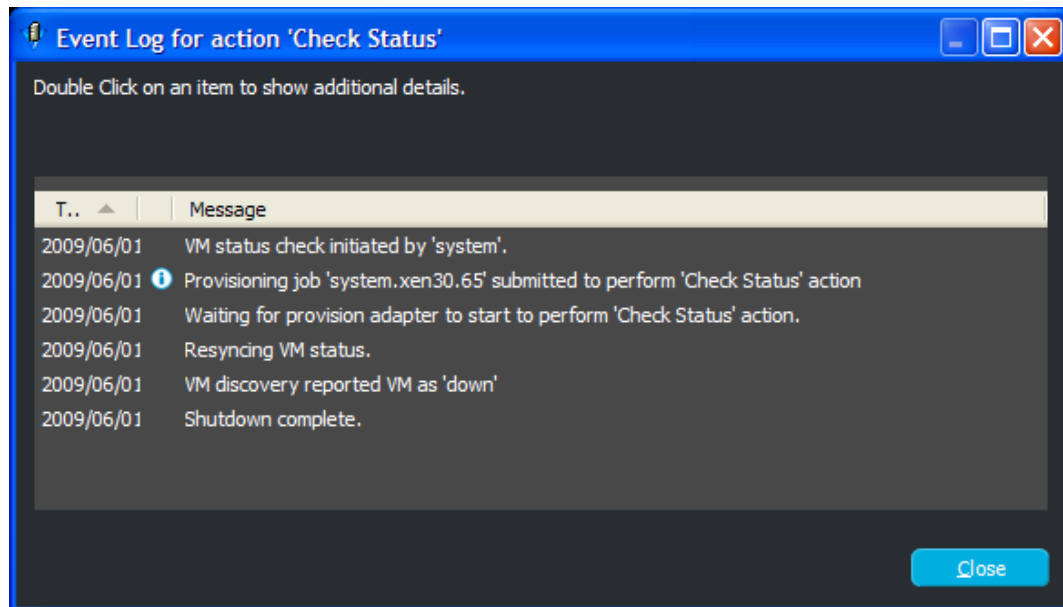 Event Log for action 'Check Status'
Double Click on an item to show additional details.
T.. Message
2009/06/01 VM status check initiated by 'system'.
2009/06/01 Provisioning job 'system.xen30.65' submitted to perform 'Check Status' action
2009/06/01 Waiting for provision adapter to start to perform 'Check Status' action.
2009/06/01 Resyncing VM status.
2009/06/01 VM discovery reported VM as 'down'
2009/06/01 Shutdown complete.
Close